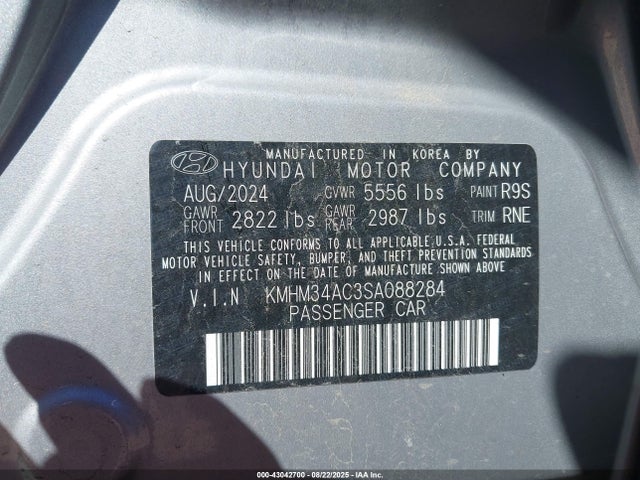 MANUFACTURED IN KOREA BY
HYUNDAI MOTOR COMPANY
AUG/2024 GVWR 5556 lbs PAINT R9S
GAWR FRONT 2822 lbs GAWR REAR 2987 lbs TRIM RNE
THIS VEHICLE CONFORMS TO ALL APPLICABLE U.S.A. FEDERAL
MOTOR VEHICLE SAFETY, BUMPER, AND THEFT PREVENTION STANDARDS
IN EFFECT ON THE DATE OF MANUFACTURE SHOWN ABOVE
V.I.N KMHM34AC3SA088284
PASSENGER CAR
000-43042700 - 08/22/2025 - IAA Inc.